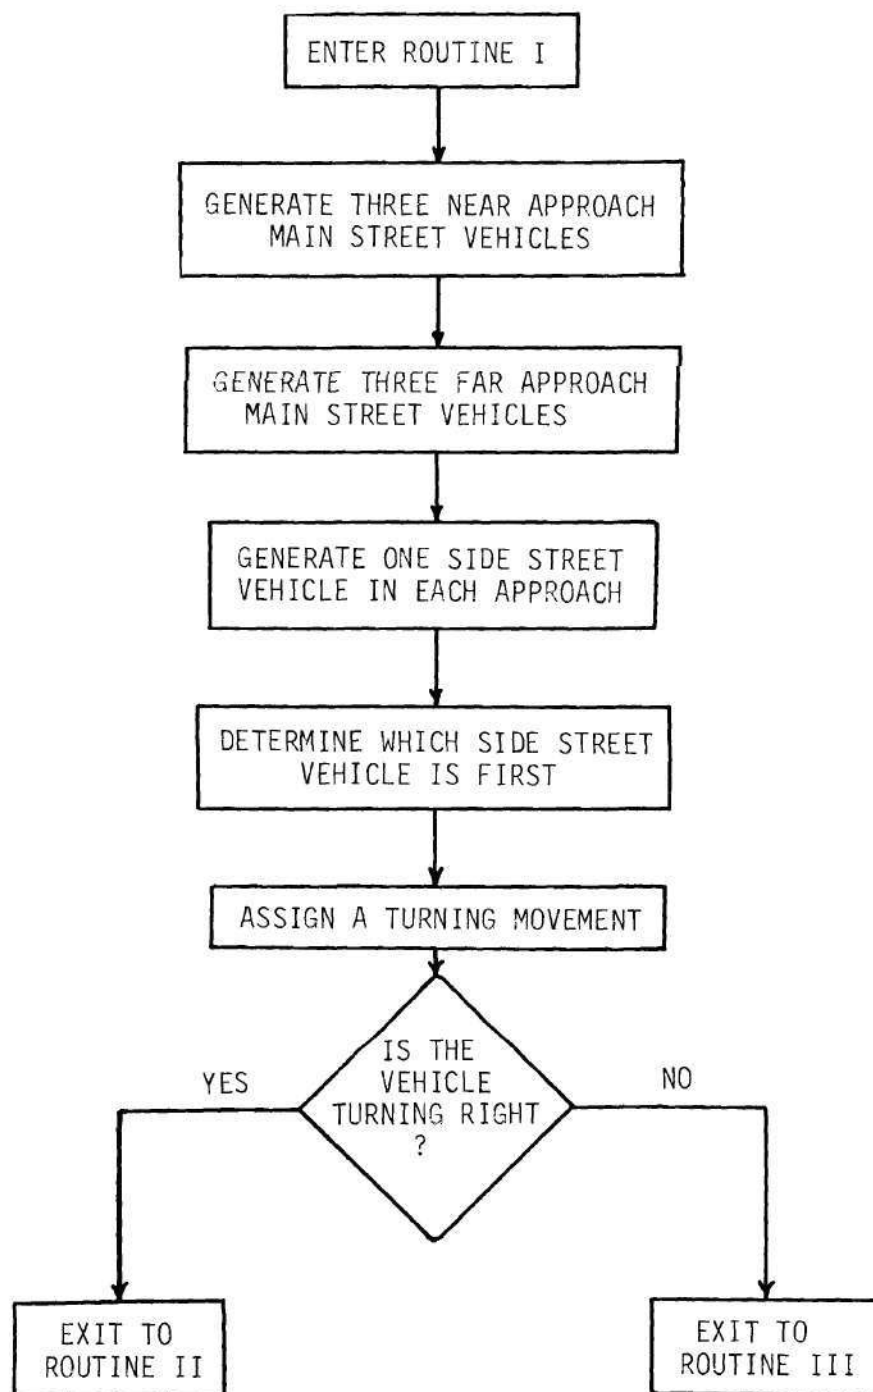 ENTER ROUTINE I
GENERATE THREE NEAR APPROACH
MAIN STREET VEHICLES
GENERATE THREE FAR APPROACH
MAIN STREET VEHICLES
GENERATE ONE SIDE STREET
VEHICLE IN EACH APPROACH
DETERMINE WHICH SIDE STREET
VEHICLE IS FIRST
ASSIGN A TURNING MOVEMENT
IS THE
VEHICLE
TURNING RIGHT
?
YES
NO
EXIT TO
ROUTINE II
EXIT TO
ROUTINE III